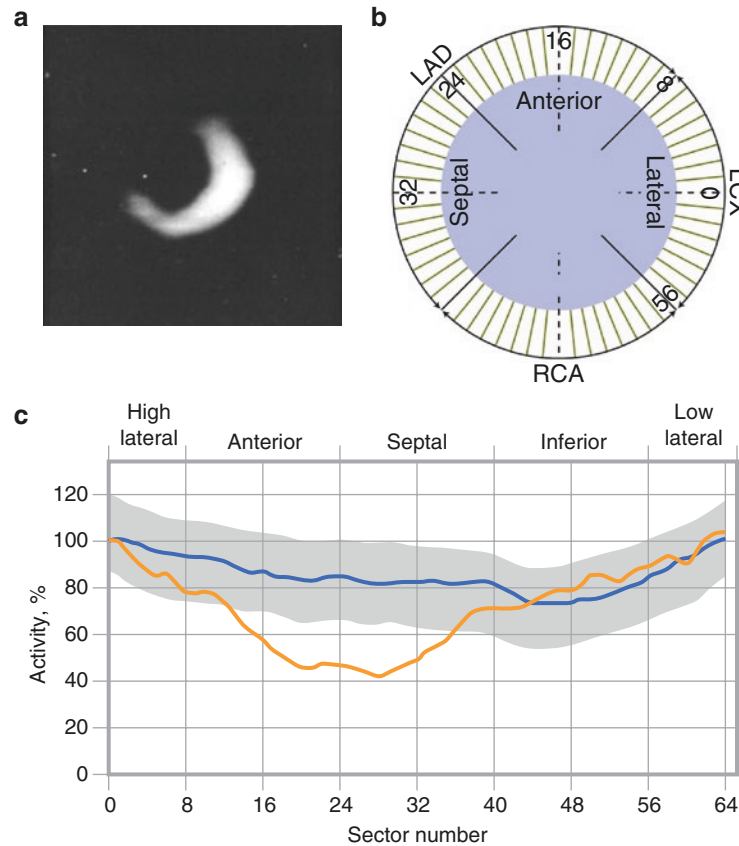 a
b
16
LAD
24
8
Anterior
32
Septal
Lateral
0
LCX
56
RCA
c
High lateral
Anterior
Septal
Inferior
Low lateral
Activity, %
120
100
80
60
40
20
0
0 8 16 24 32 40 48 56 64
Sector number